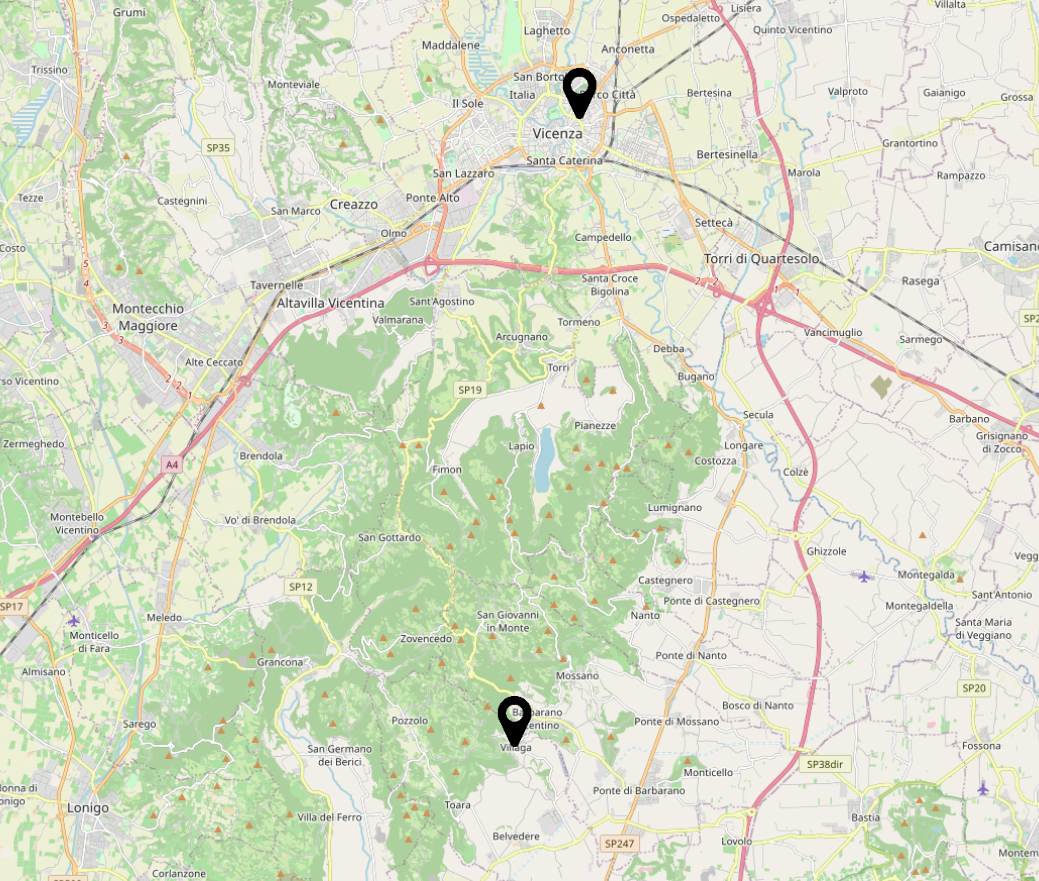 Grumi
Lisiera
Villalta
Ospedaletto
Laghetto
Quinto Vicentino
Maddalene
Anconetta
Trissino
San Borto
Monteviale
Italia
rco Città
Bertesina
Valproto
Gaianigo
Grossa
Il Sole
Vicenza
SP35
Grantortino
Santa Caterina
Bertesinella
San Lazzaro
Marola
Rampazzo
Tezze
Castegnini
Creazzo
Ponte Alto
San Marco
Settecà
Olmo
Campedello
Costo
Camisano
Torri di Quartesolo
5
4
Tavernelle
Santa Croce
Bigolina
2
2
1
1
Rasega
Altavilla Vicentina
Sant'Agostino
Montecchio
Maggiore
Valmarana
Tormeno
SP2
3
3
Arcugnano
Vancimuglio
Sarmego
Debba
Alte Ceccato
Torri
rso Vicentino
2
2
1
SP19
Bugano
Secula
Barbano
Pianezze
Grisignano
di Zocco
Zermeghedo
Lapio
Longare
Brendola
A4
Fimon
Costozza
Colzè
Montebello
Vicentino
Vo' di Brendola
Lumignano
San Gottardo
Ghizzole
Vegg
Montegalda
SP12
Castegnero
Sant'Antonio
SP17
Ponte di Castegnero
Montegaldella
San Giovanni
in Monte
Nanto
Meledo
Santa Maria
di Veggiano
Monticello
di Fara
Zovencedo
Ponte di Nanto
Grancona
Almisano
Mossano
SP20
Bosco di Nanto
Pozzolo
Ba
barano
entino
Ponte di Mossano
Sarego
Villaga
Fossona
San Germano
dei Berici
SP38dir
Monticello
donna di
onigo
Ponte di Barbarano
Lonigo
Toara
Villa del Ferro
Bastia
Belvedere
SP247
Lovolo
Montem
Corlanzone